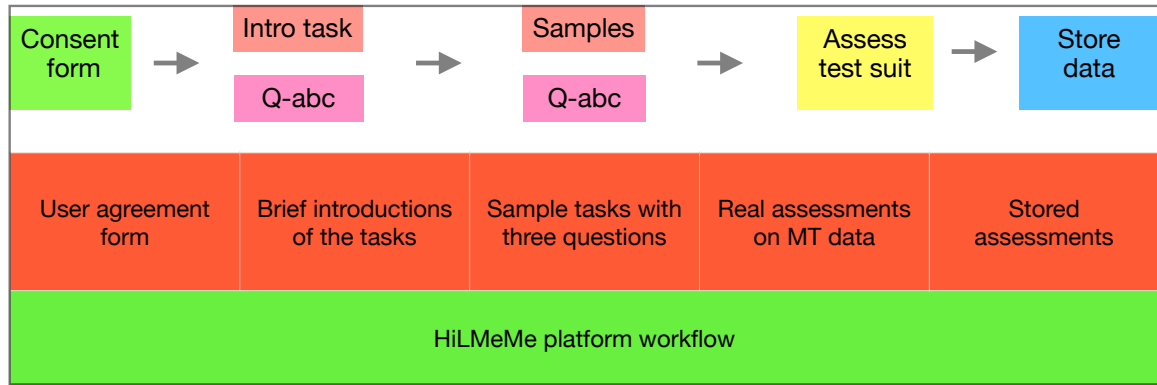 Consent
form
Intro task
Q-abc
Samples
Q-abc
Assess
test suit
Store
data
User agreement
form
Brief introductions
of the tasks
Sample tasks with
three questions
Real assessments
on MT data
Stored
assessments
HiLMeMe platform workflow